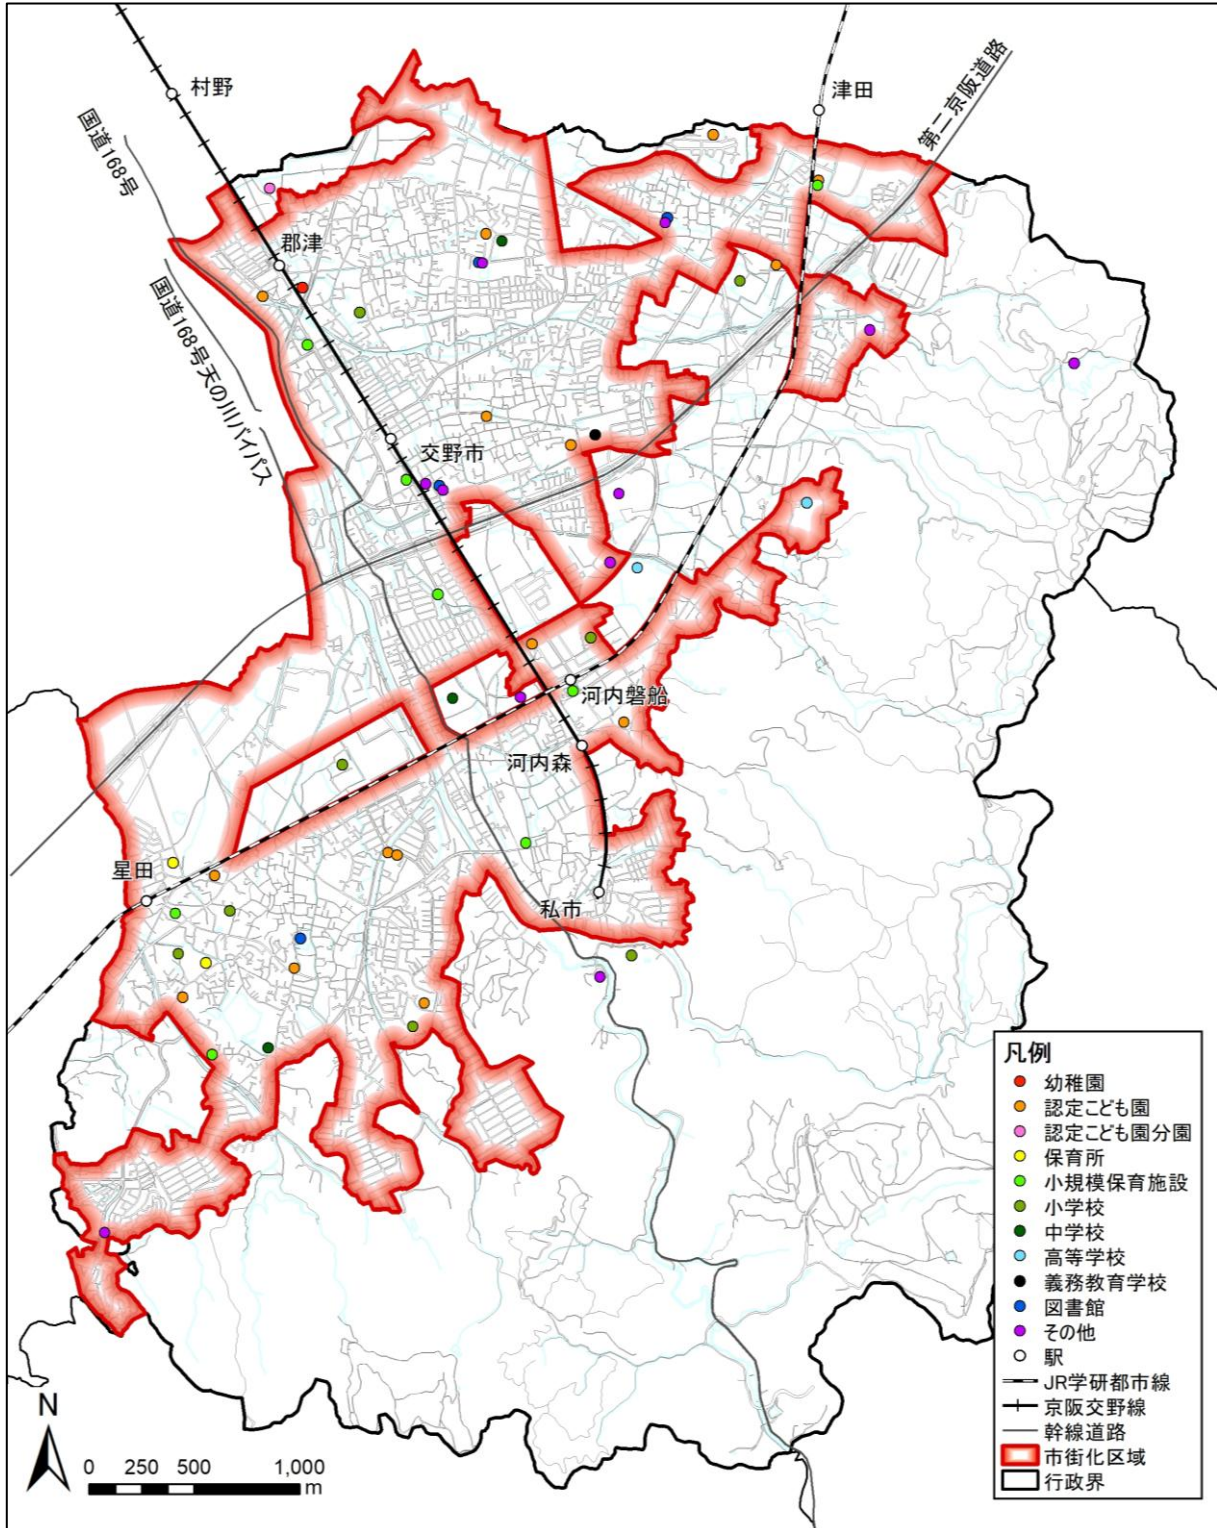 村野
津田
第二京阪道路
国道168号
郡津
国道168号天の川バイパス
交野市
河内磐船
河内森
星田
私市
凡例
幼稚園
認定こども園
認定こども園分園
保育所
小規模保育施設
小学校
中学校
高等学校
義務教育学校
図書館
その他
駅
JR学研都市線
京阪交野線
幹線道路
市街化区域
行政界
N
0 250 500 1,000
m